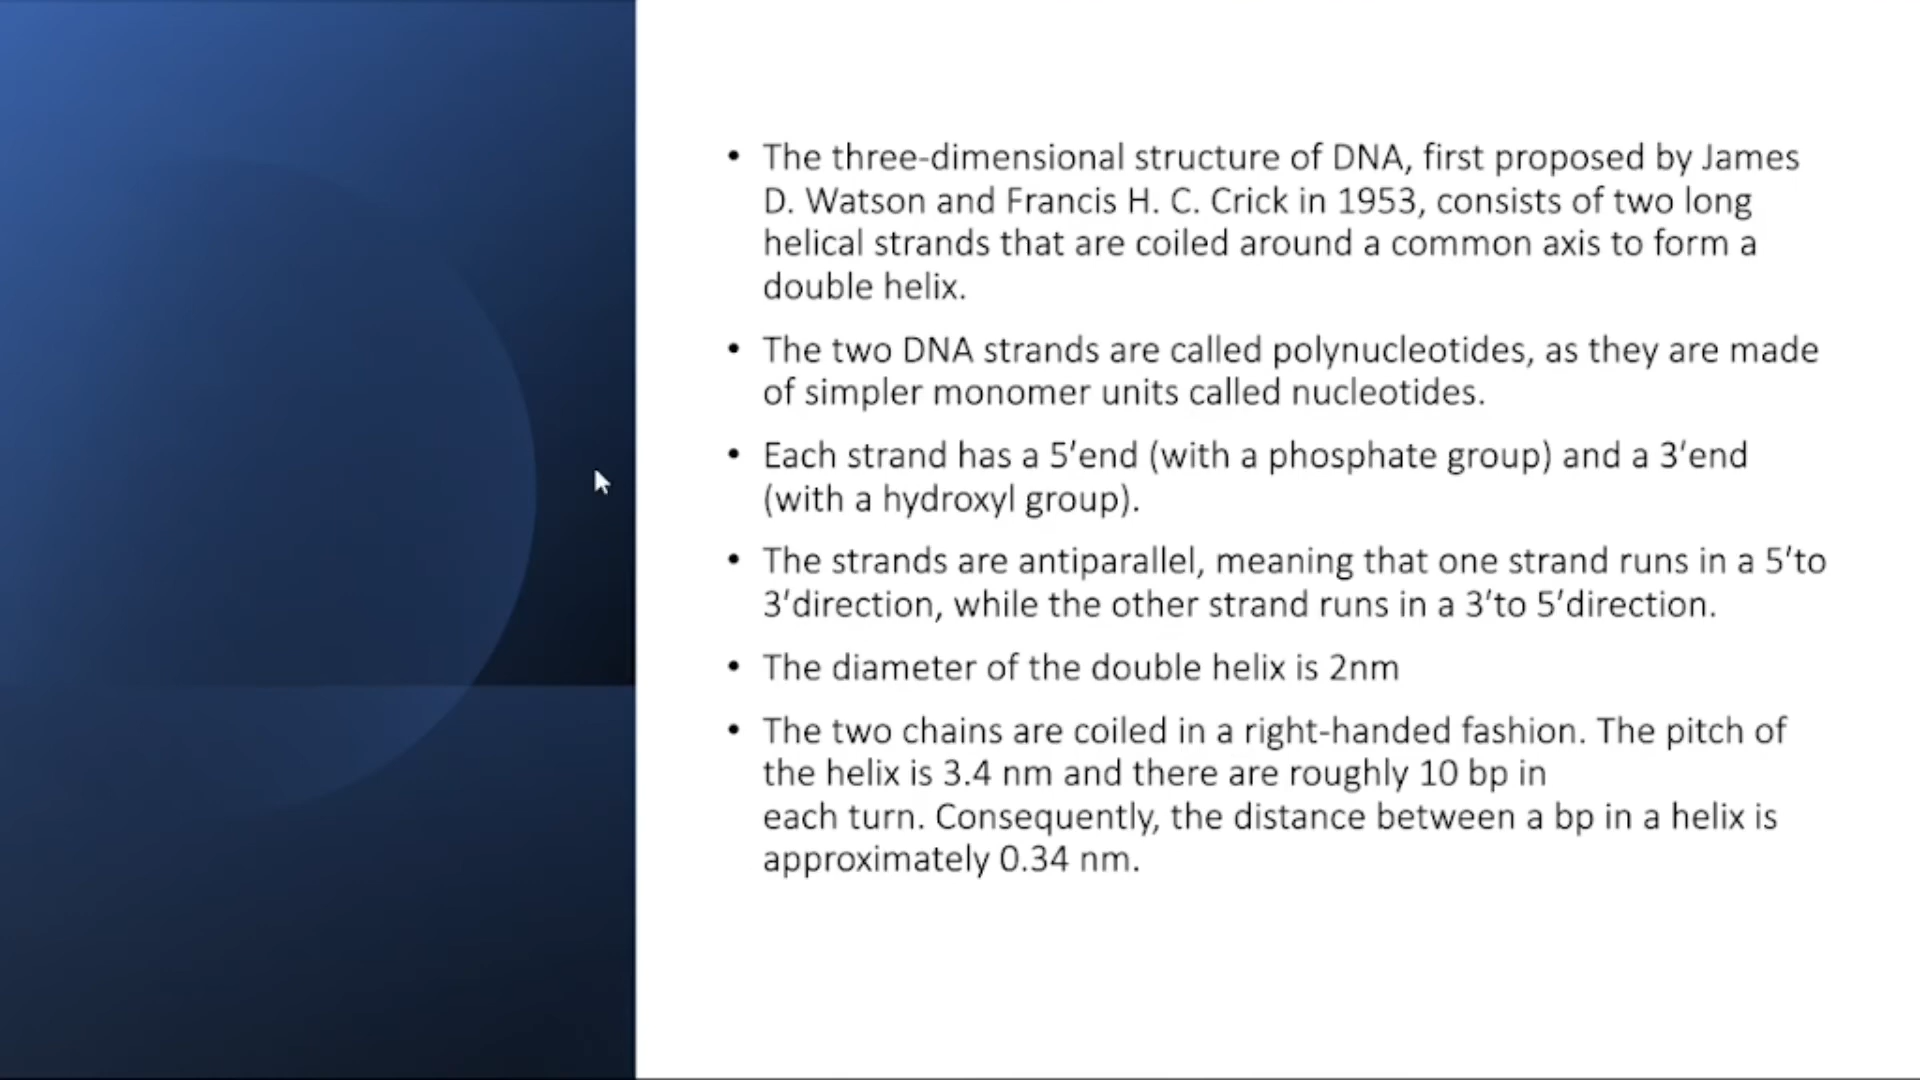 • The three-dimensional structure of DNA, first proposed by James
D. Watson and Francis H. C. Crick in 1953, consists of two long
helical strands that are coiled around a common axis to form a
double helix.
• The two DNA strands are called polynucleotides, as they are made
of simpler monomer units called nucleotides.
• Each strand has a 5′end (with a phosphate group) and a 3′end
(with a hydroxyl group).
• The strands are antiparallel, meaning that one strand runs in a 5′to
3′direction, while the other strand runs in a 3′to 5′direction.
• The diameter of the double helix is 2nm
• The two chains are coiled in a right-handed fashion. The pitch of
the helix is 3.4 nm and there are roughly 10 bp in
each turn. Consequently, the distance between a bp in a helix is
approximately 0.34 nm.